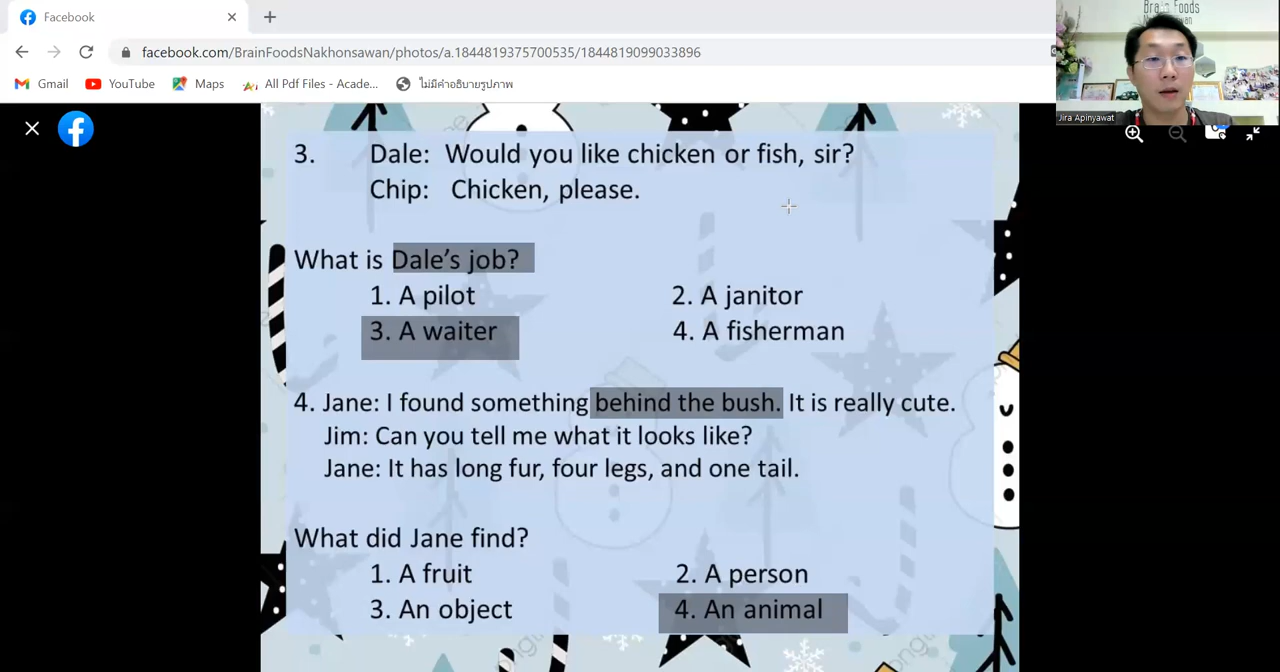 Facebook
facebook.com/BrainFoodsNakhonsawan/photos/a.1844819375700535/1844819099033896
Gmail
YouTube
Maps
All Pdf Files - Acade...
ไม่มีคำอธิบายรูปภาพ
Brain Foods
Nakhonsawan
Jira Apinyawat
3. Dale: Would you like chicken or fish, sir?
Chip: Chicken, please.
What is Dale’s job?
1. A pilot
2. A janitor
3. A waiter
4. A fisherman
4. Jane: I found something behind the bush. It is really cute.
Jim: Can you tell me what it looks like?
Jane: It has long fur, four legs, and one tail.
What did Jane find?
1. A fruit
2. A person
3. An object
4. An animal